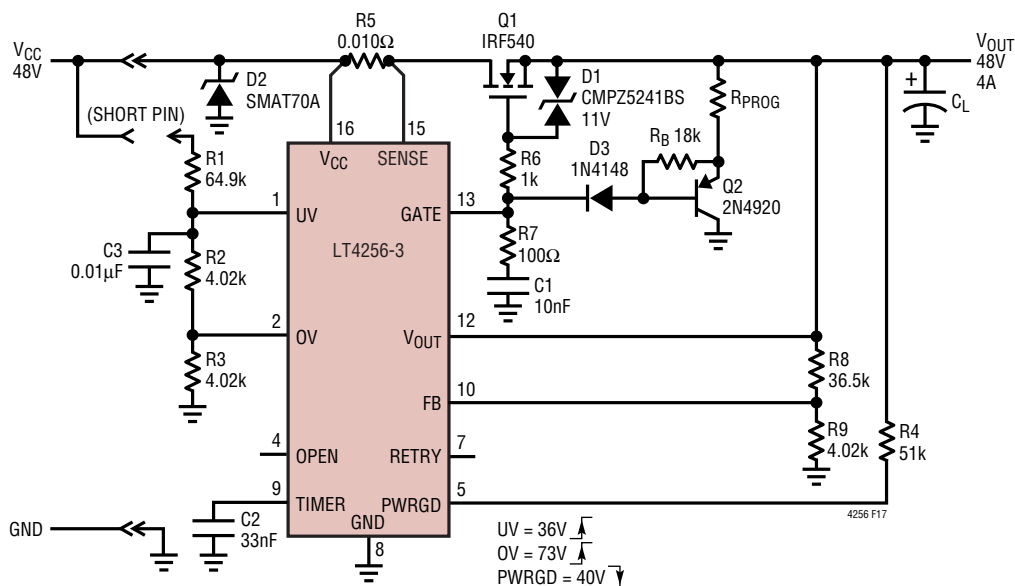 V_CC
48V
(SHORT PIN)
R1
64.9k
C3
0.01µF
R2
4.02k
R3
4.02k
GND
C2
33nF
D2
SMAT70A
R5
0.010Ω
Q1
IRF540
D1
CMPZ5241BS
11V
R_PROG
V_OUT
48V
4A
+
C_L
R_B 18k
D3
1N4148
Q2
2N4920
R6
1k
R7
100Ω
C1
10nF
16
15
V_CC
SENSE
1
UV
GATE
13
LT4256-3
2
OV
V_OUT
12
FB
10
4
OPEN
RETRY
7
9
TIMER
PWRGD
5
GND
8
R8
36.5k
R9
4.02k
R4
51k
4256 F17
UV = 36V
OV = 73V
PWRGD = 40V